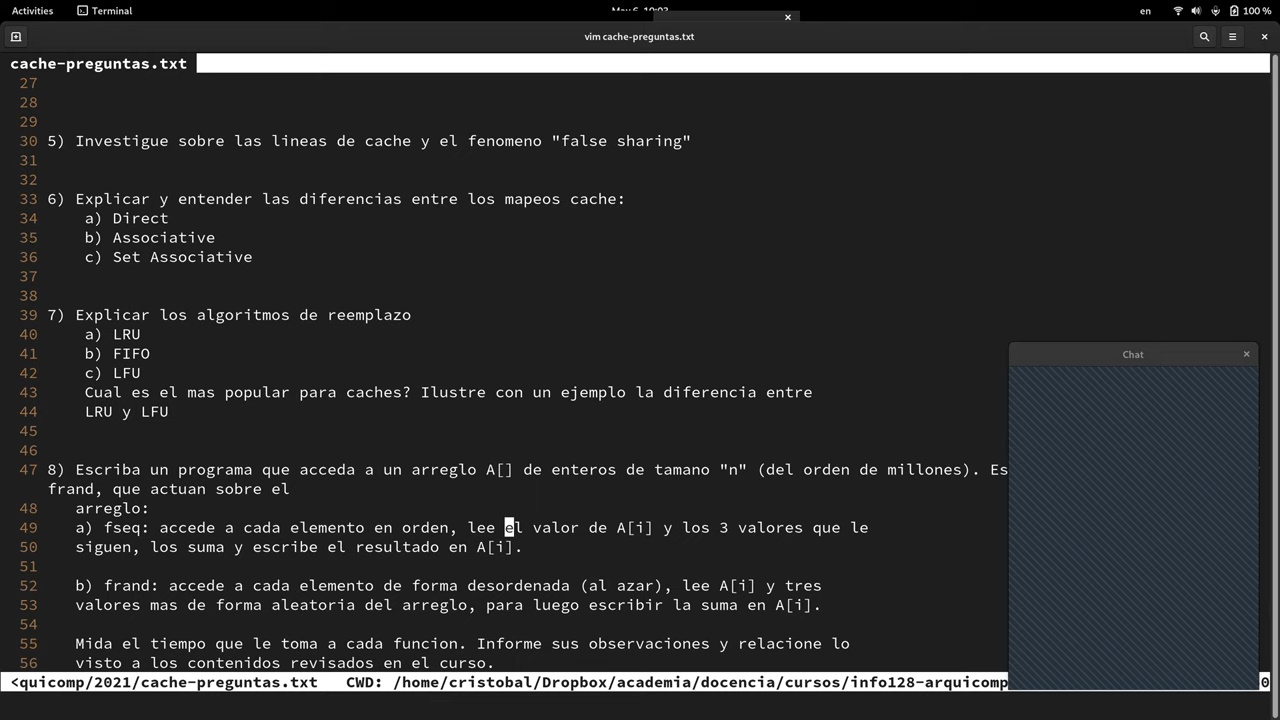 Activities Terminal en 100 %
vim cache-preguntas.txt
cache-preguntas.txt
27
28
29
30 5) Investigue sobre las lineas de cache y el fenomeno "false sharing"
31
32
33 6) Explicar y entender las diferencias entre los mapeos cache:
34 a) Direct
35 b) Associative
36 c) Set Associative
37
38
39 7) Explicar los algoritmos de reemplazo
40 a) LRU
41 b) FIFO
42 c) LFU
43 Cual es el mas popular para caches? Ilustre con un ejemplo la diferencia entre
44 LRU y LFU
45
46
47 8) Escriba un programa que acceda a un arreglo A[] de enteros de tamano "n" (del orden de millones). Es
frand, que actuan sobre el
48 arreglo:
49 a) fseq: accede a cada elemento en orden, lee el valor de A[i] y los 3 valores que le
50 siguen, los suma y escribe el resultado en A[i].
51
52 b) frand: accede a cada elemento de forma desordenada (al azar), lee A[i] y tres
53 valores mas de forma aleatoria del arreglo, para luego escribir la suma en A[i].
54
55 Mida el tiempo que le toma a cada funcion. Informe sus observaciones y relacione lo
56 visto a los contenidos revisados en el curso.
<quicomp/2021/cache-preguntas.txt CWD: /home/cristobal/Dropbox/academia/docencia/cursos/info128-arquicomp 0
Chat